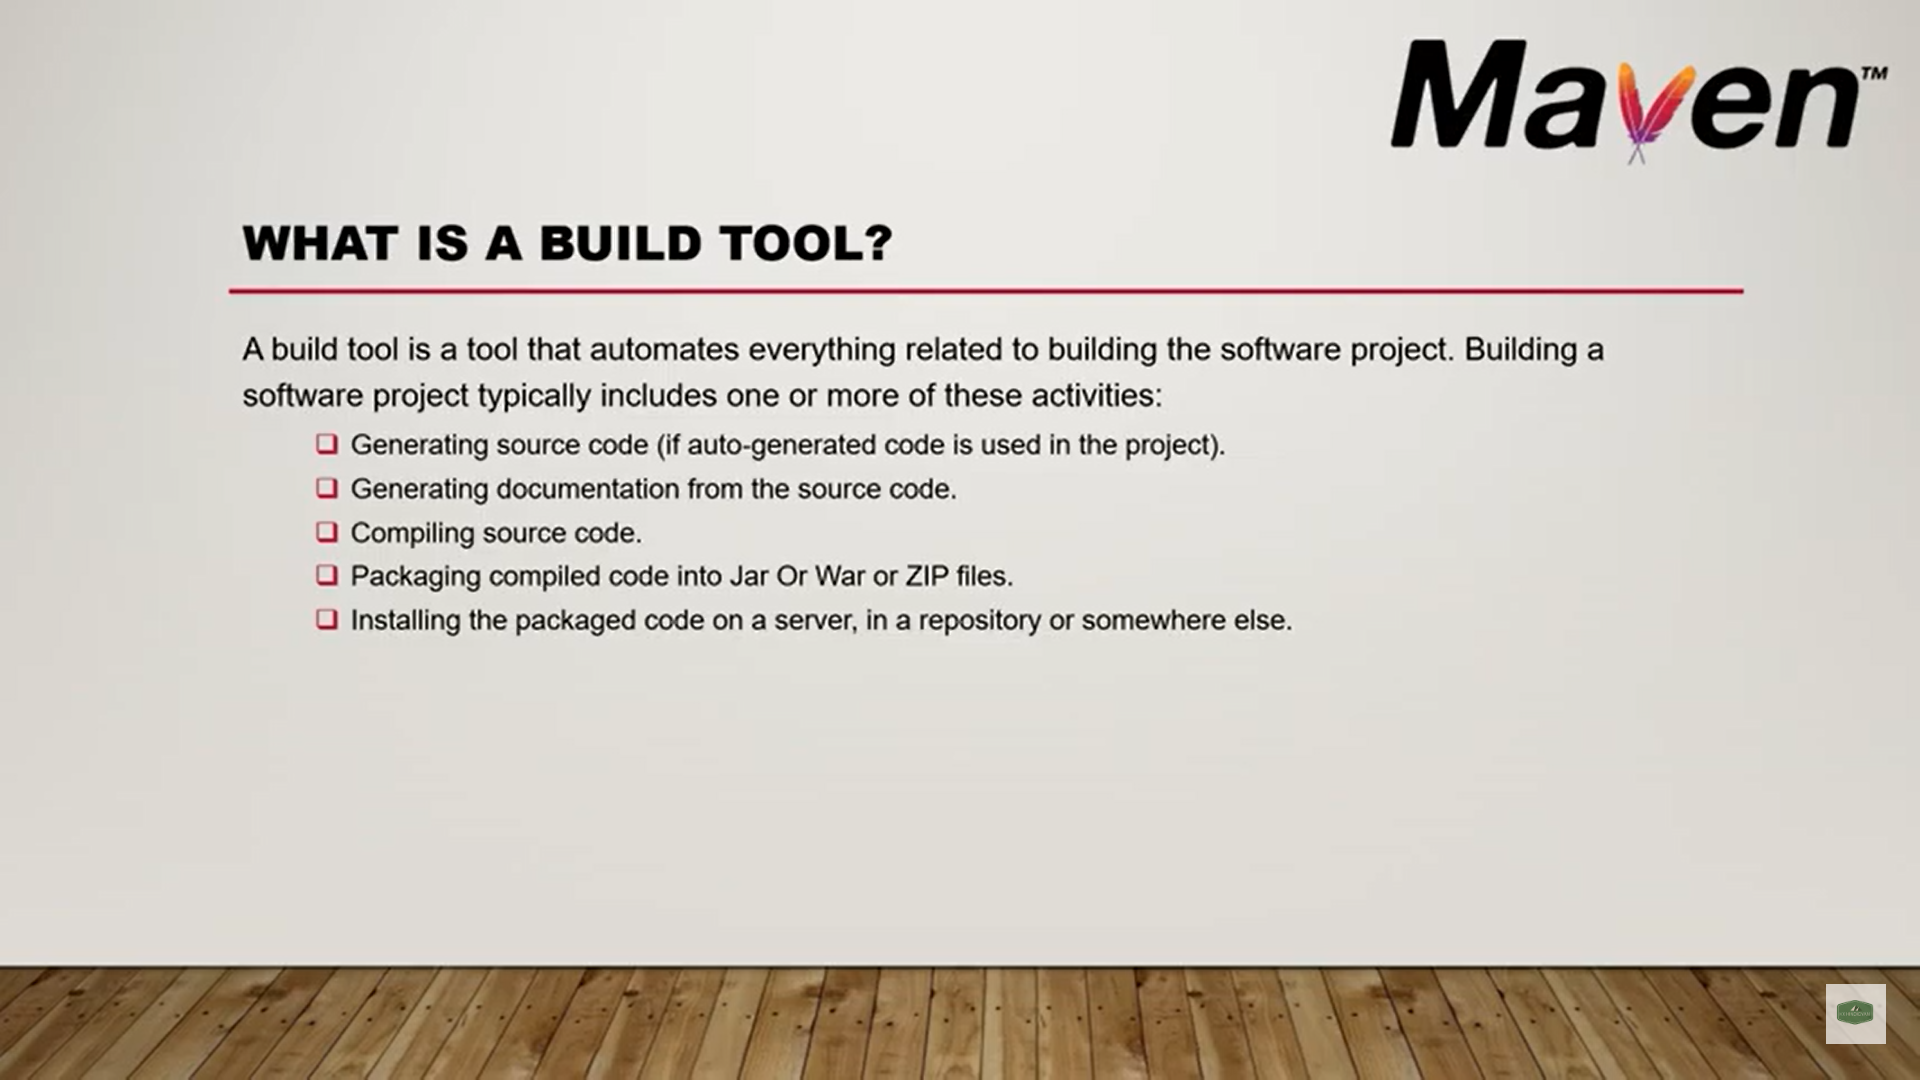 Maven™
WHAT IS A BUILD TOOL?
A build tool is a tool that automates everything related to building the software project. Building a
software project typically includes one or more of these activities:
❑ Generating source code (if auto-generated code is used in the project).
❑ Generating documentation from the source code.
❑ Compiling source code.
❑ Packaging compiled code into Jar Or War or ZIP files.
❑ Installing the packaged code on a server, in a repository or somewhere else.